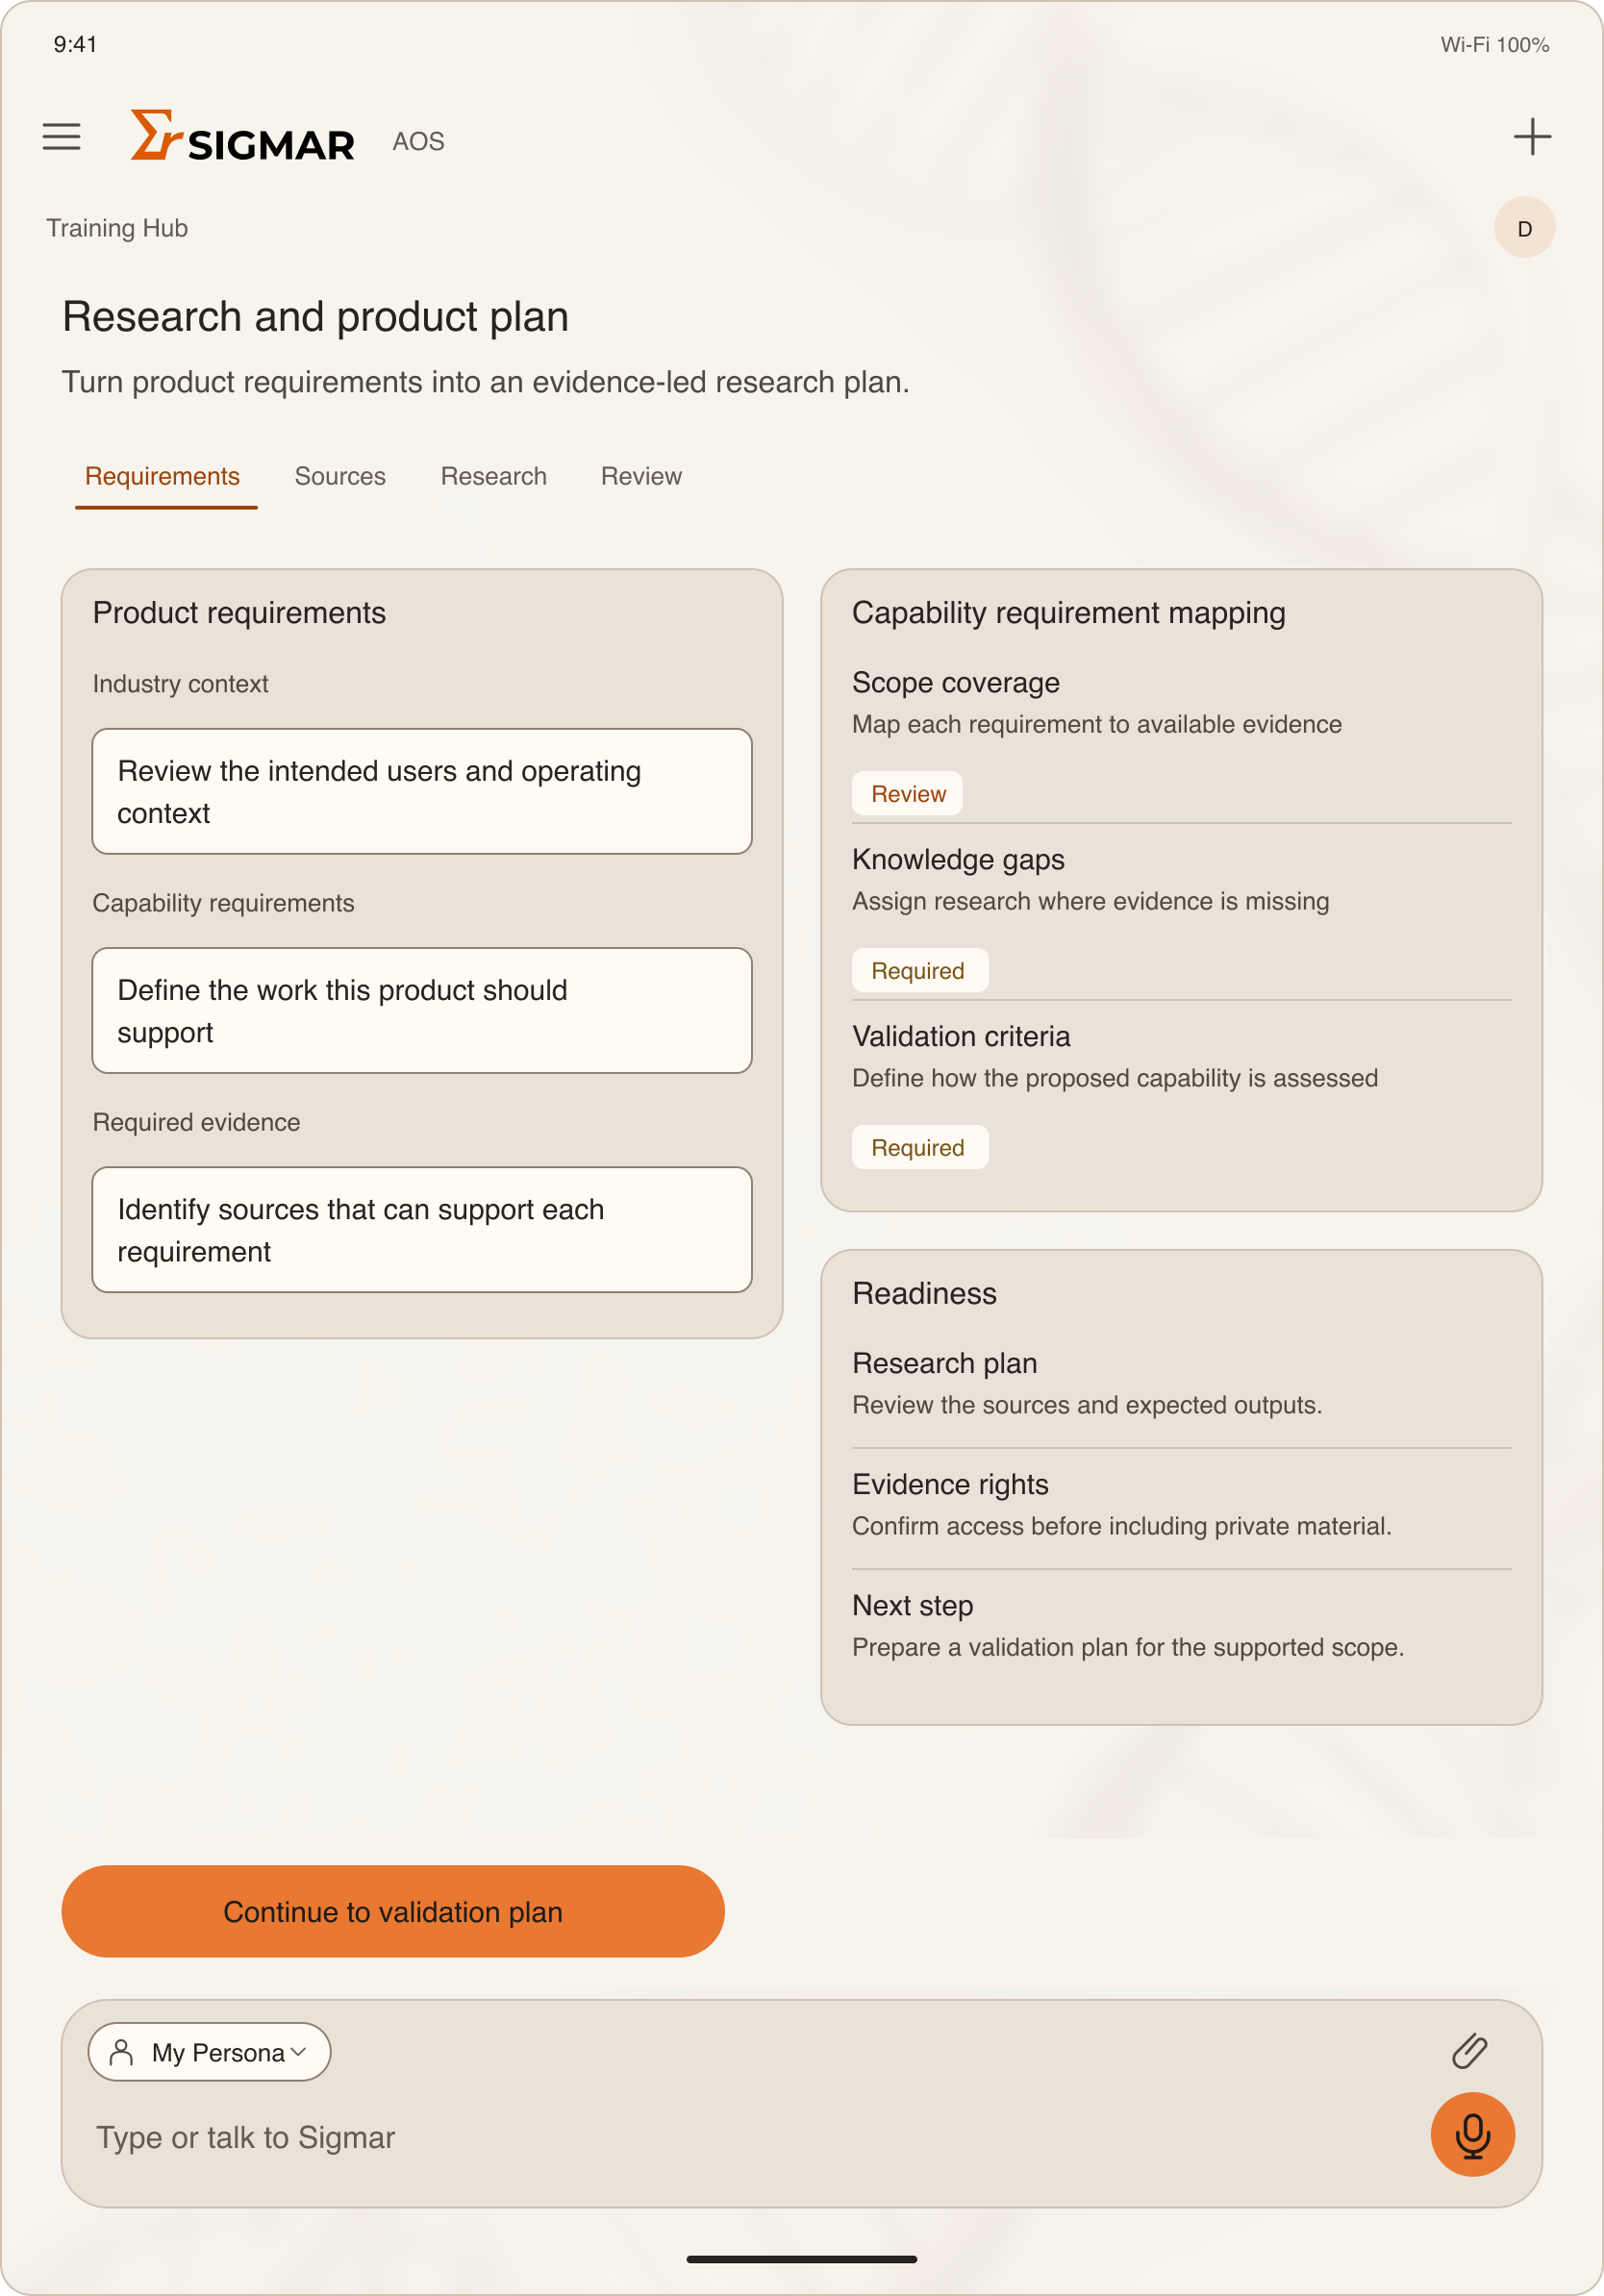 9:41
Wi-Fi 100%
Σr SIGMAR AOS
Training Hub
D
Research and product plan
Turn product requirements into an evidence-led research plan.
Requirements
Sources
Research
Review
Product requirements
Industry context
Review the intended users and operating
context
Capability requirements
Define the work this product should
support
Required evidence
Identify sources that can support each
requirement
Capability requirement mapping
Scope coverage
Map each requirement to available evidence
Review
Knowledge gaps
Assign research where evidence is missing
Required
Validation criteria
Define how the proposed capability is assessed
Required
Readiness
Research plan
Review the sources and expected outputs.
Evidence rights
Confirm access before including private material.
Next step
Prepare a validation plan for the supported scope.
Continue to validation plan
My Persona
Type or talk to Sigmar